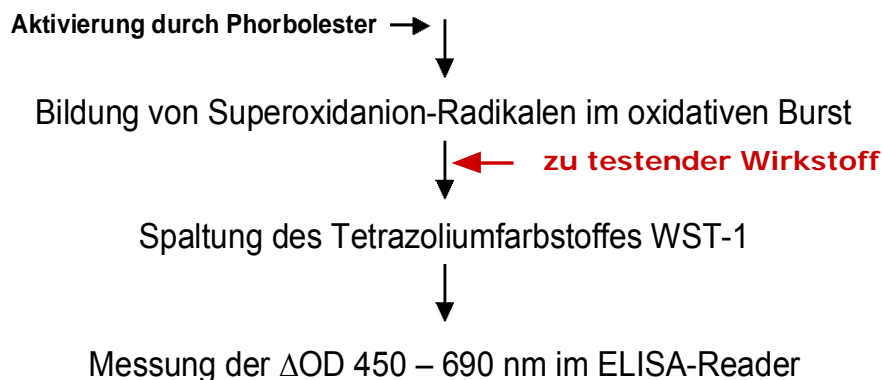 Aktivierung durch Phorbolester
Bildung von Superoxidanion-Radikalen im oxidativen Burst
zu testender Wirkstoff
Spaltung des Tetrazoliumfarbstoffes WST-1
Messung der ΔOD 450 – 690 nm im ELISA-Reader